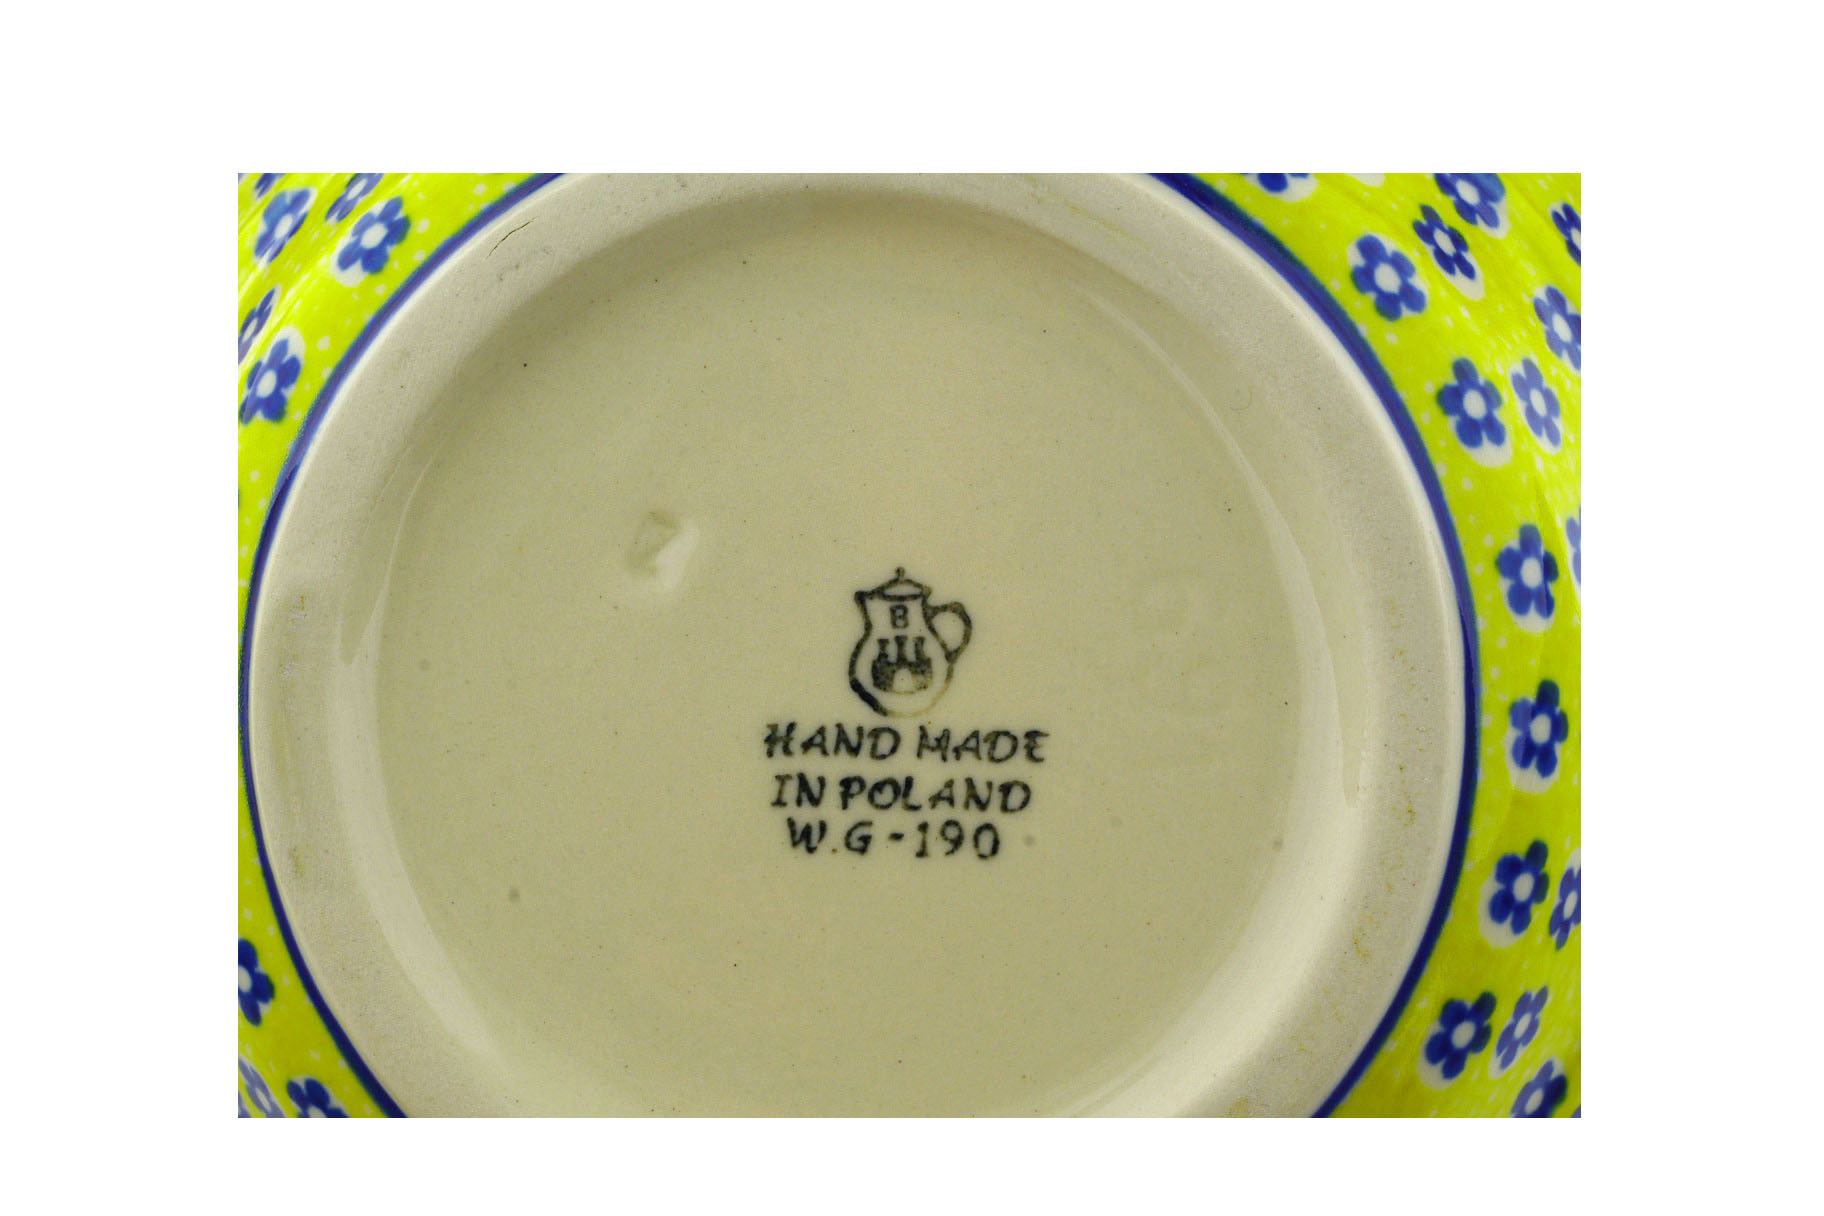 B
HAND MADE
IN POLAND
W.G-190